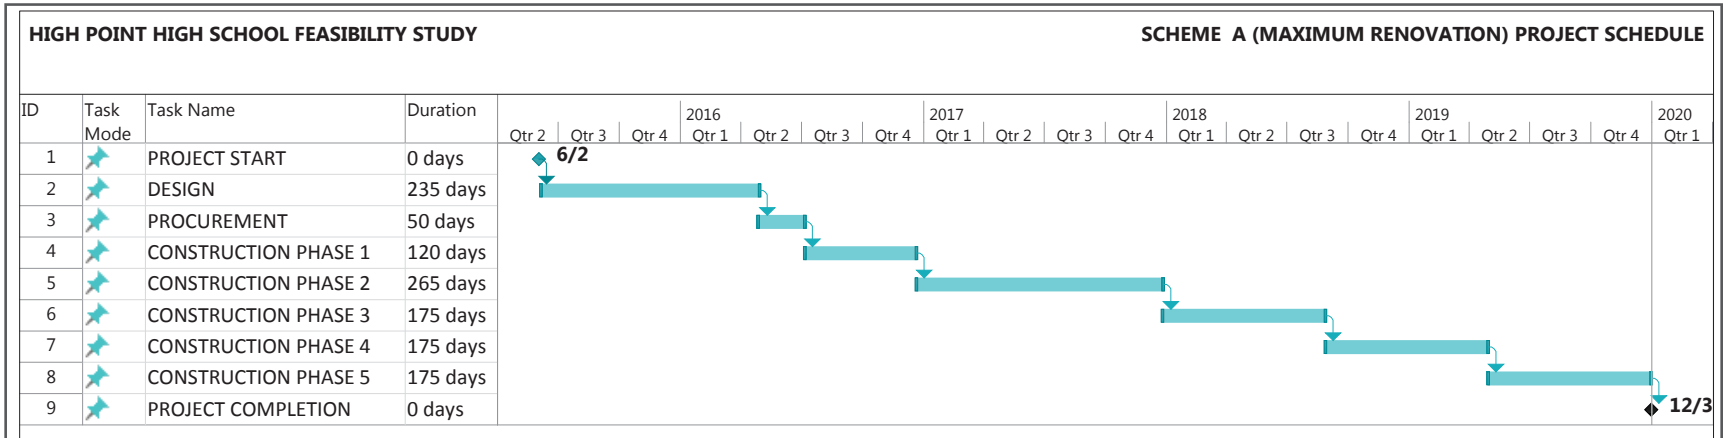 HIGH POINT HIGH SCHOOL FEASIBILITY STUDY SCHEME A (MAXIMUM RENOVATION) PROJECT SCHEDULE
ID Task Mode Task Name Duration
2016 2017 2018 2019 2020
Qtr 2 Qtr 3 Qtr 4 Qtr 1 Qtr 2 Qtr 3 Qtr 4 Qtr 1 Qtr 2 Qtr 3 Qtr 4 Qtr 1 Qtr 2 Qtr 3 Qtr 4 Qtr 1 Qtr 2 Qtr 3 Qtr 4 Qtr 1
1 PROJECT START 0 days 6/2
2 DESIGN 235 days
3 PROCUREMENT 50 days
4 CONSTRUCTION PHASE 1 120 days
5 CONSTRUCTION PHASE 2 265 days
6 CONSTRUCTION PHASE 3 175 days
7 CONSTRUCTION PHASE 4 175 days
8 CONSTRUCTION PHASE 5 175 days
9 PROJECT COMPLETION 0 days 12/3